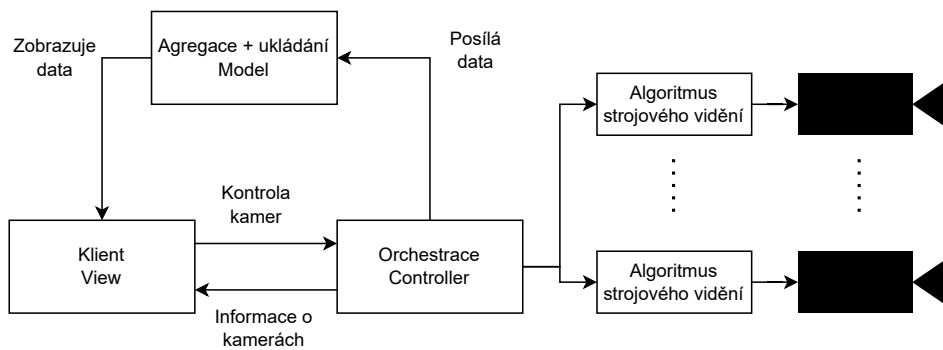 Zobrazuje
data
Agregace + ukládání
Model
Posílá
data
Algoritmus
strojového vidění
Kontrola
kamer
Klient
View
Orchestrace
Controller
Algoritmus
strojového vidění
Informace o
kamerách